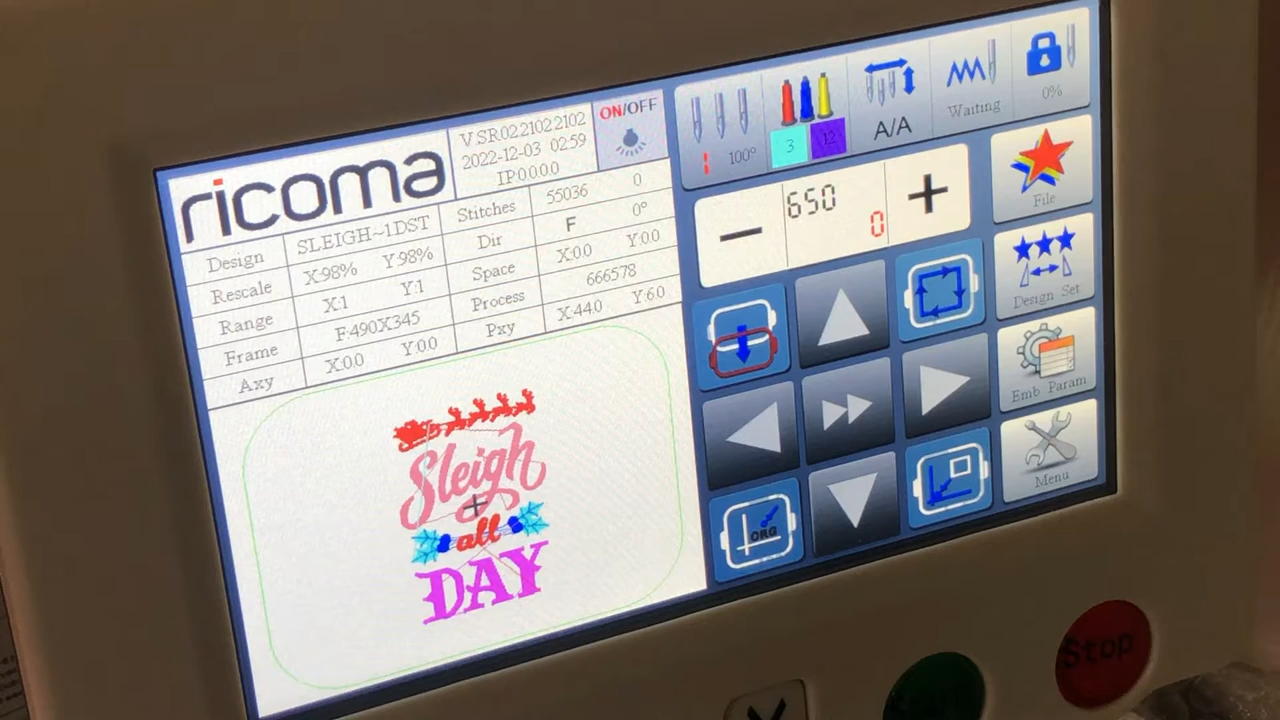 ricoma
V.SR0221022102
2022-12-03 02:59
IP:0.0.0.0
ON/OFF
Design SLEIGH~1.DST Stitches 55036 0
Rescale X:98% Y:98% Dir F 0°
Range X:1 Y:1 Space X:0.0 Y:0.0
Frame F:490X345 Process 666578
Axy X:0.0 Y:0.0 Pxy X:44.0 Y:6.0
Sleigh
all
DAY
1 100°
3 12
A/A
Waiting
0%
− 650 +
0
File
Design Set
Emb Param
Menu
ORG
Stop